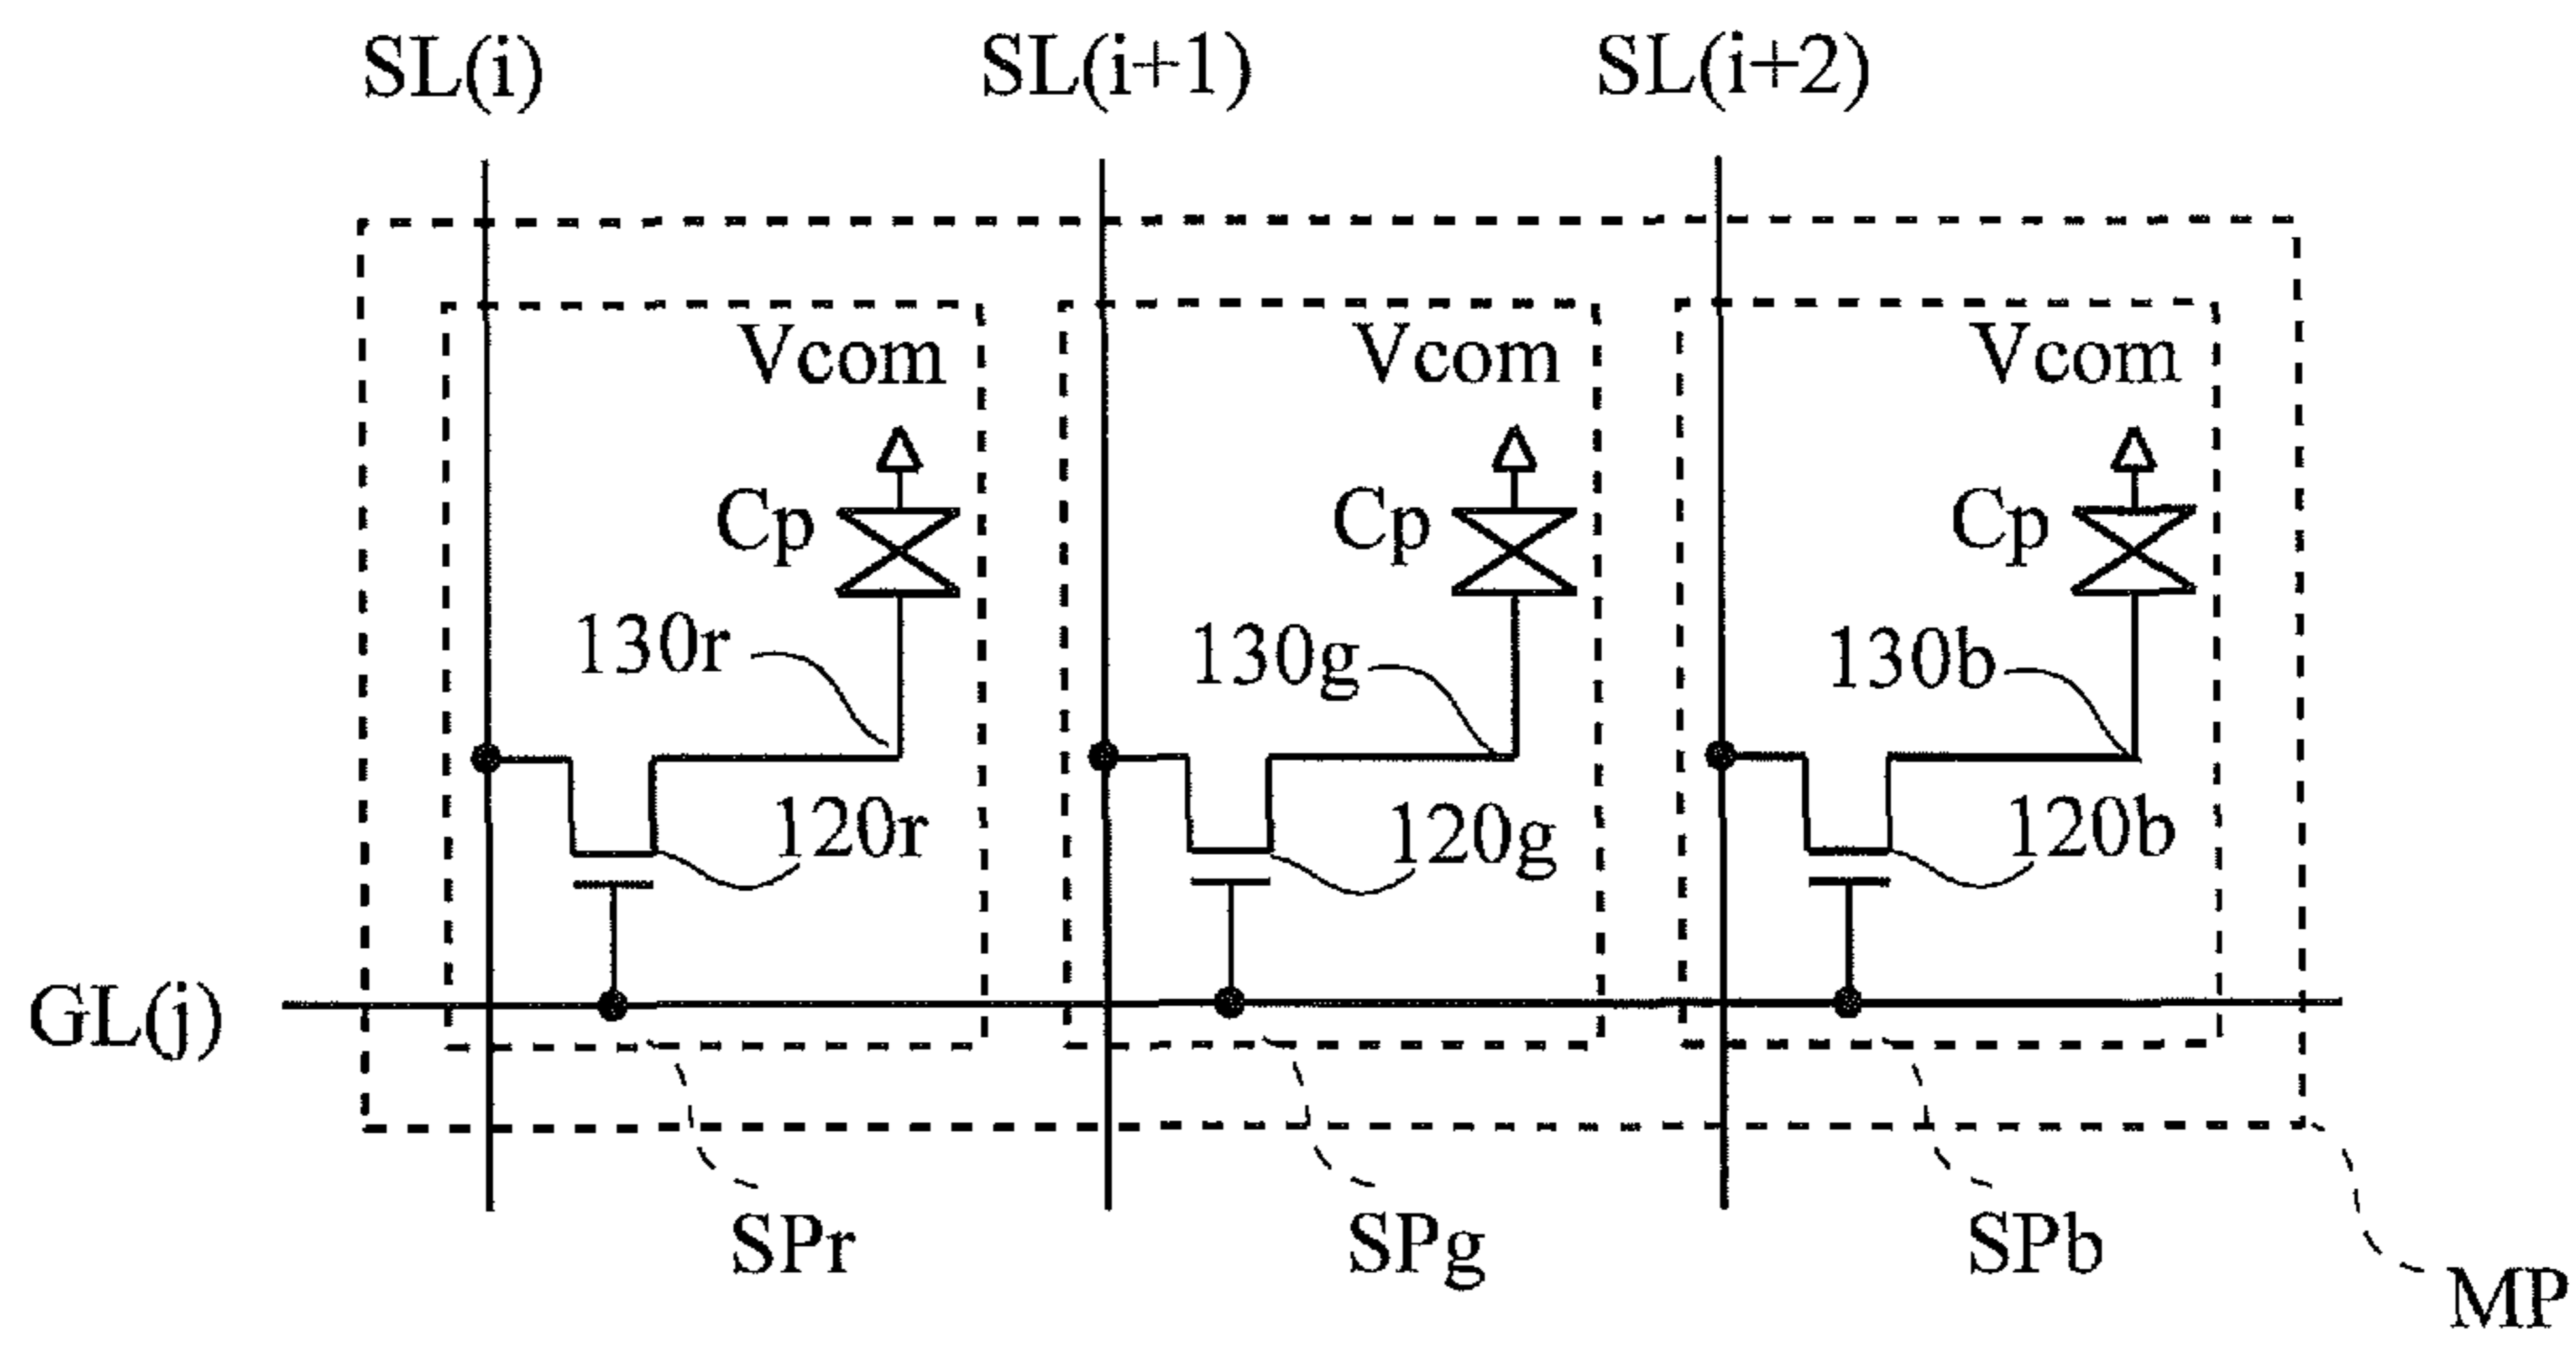 SL(i) SL(i+1) SL(i+2)
Vcom Vcom Vcom
Cp Cp Cp
130r 130g 130b
120r 120g 120b
GL(j)
SPr SPg SPb
MP